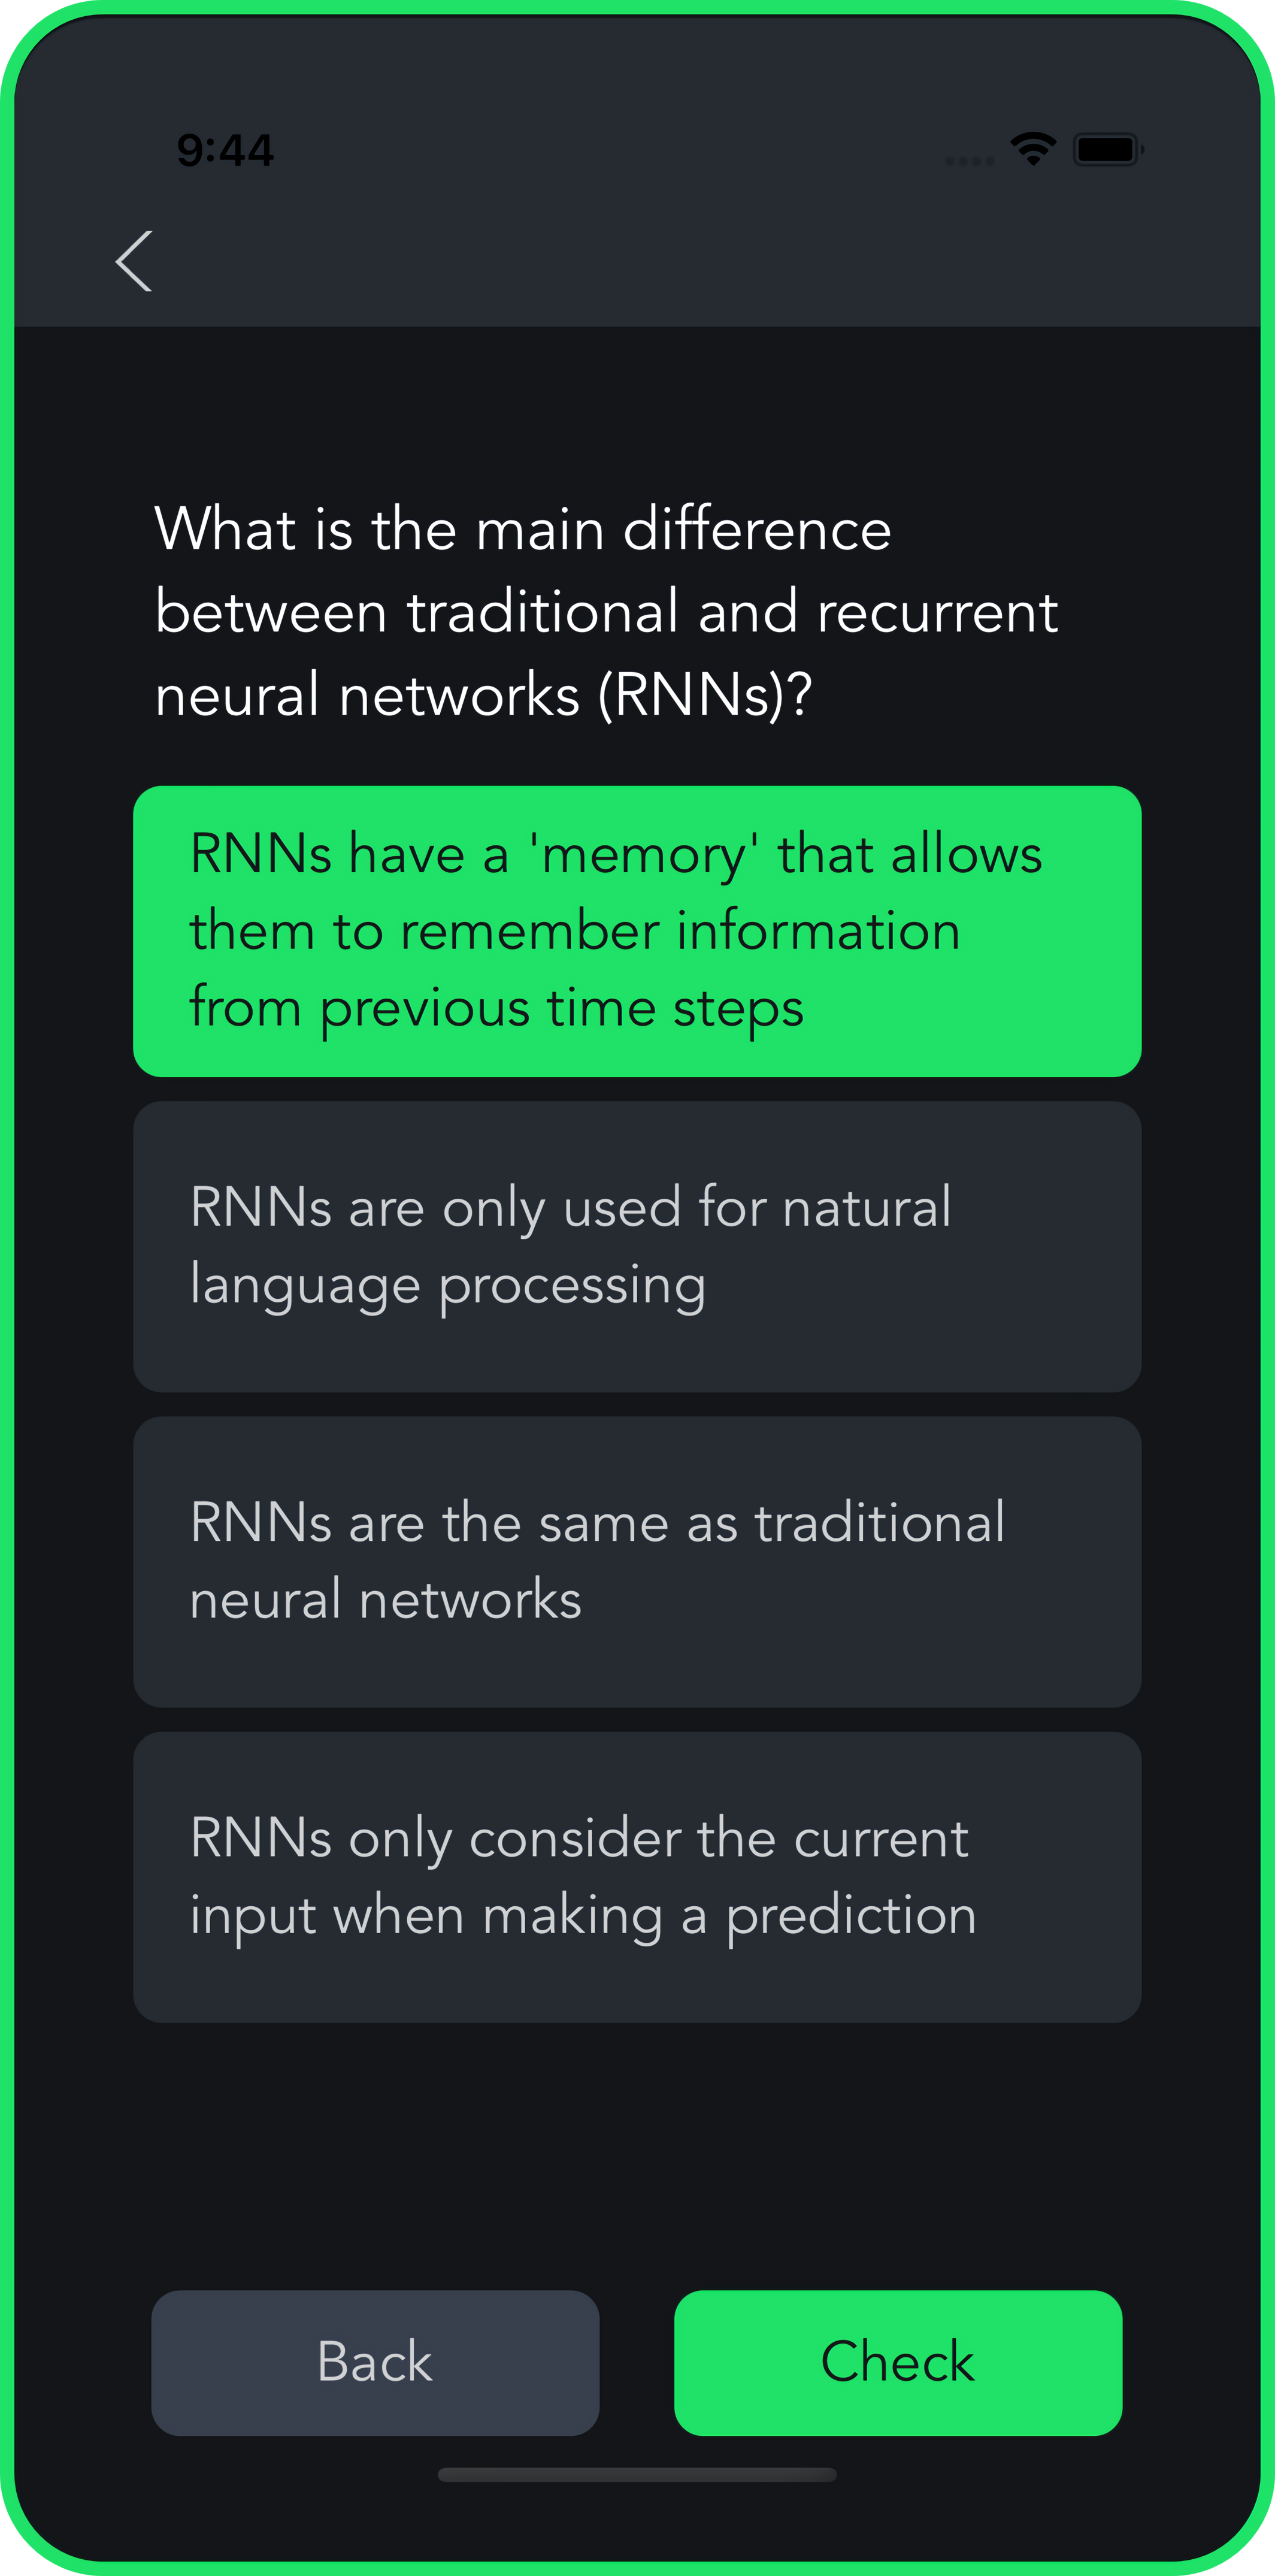 9:44
What is the main difference
between traditional and recurrent
neural networks (RNNs)?
RNNs have a 'memory' that allows
them to remember information
from previous time steps
RNNs are only used for natural
language processing
RNNs are the same as traditional
neural networks
RNNs only consider the current
input when making a prediction
Back
Check